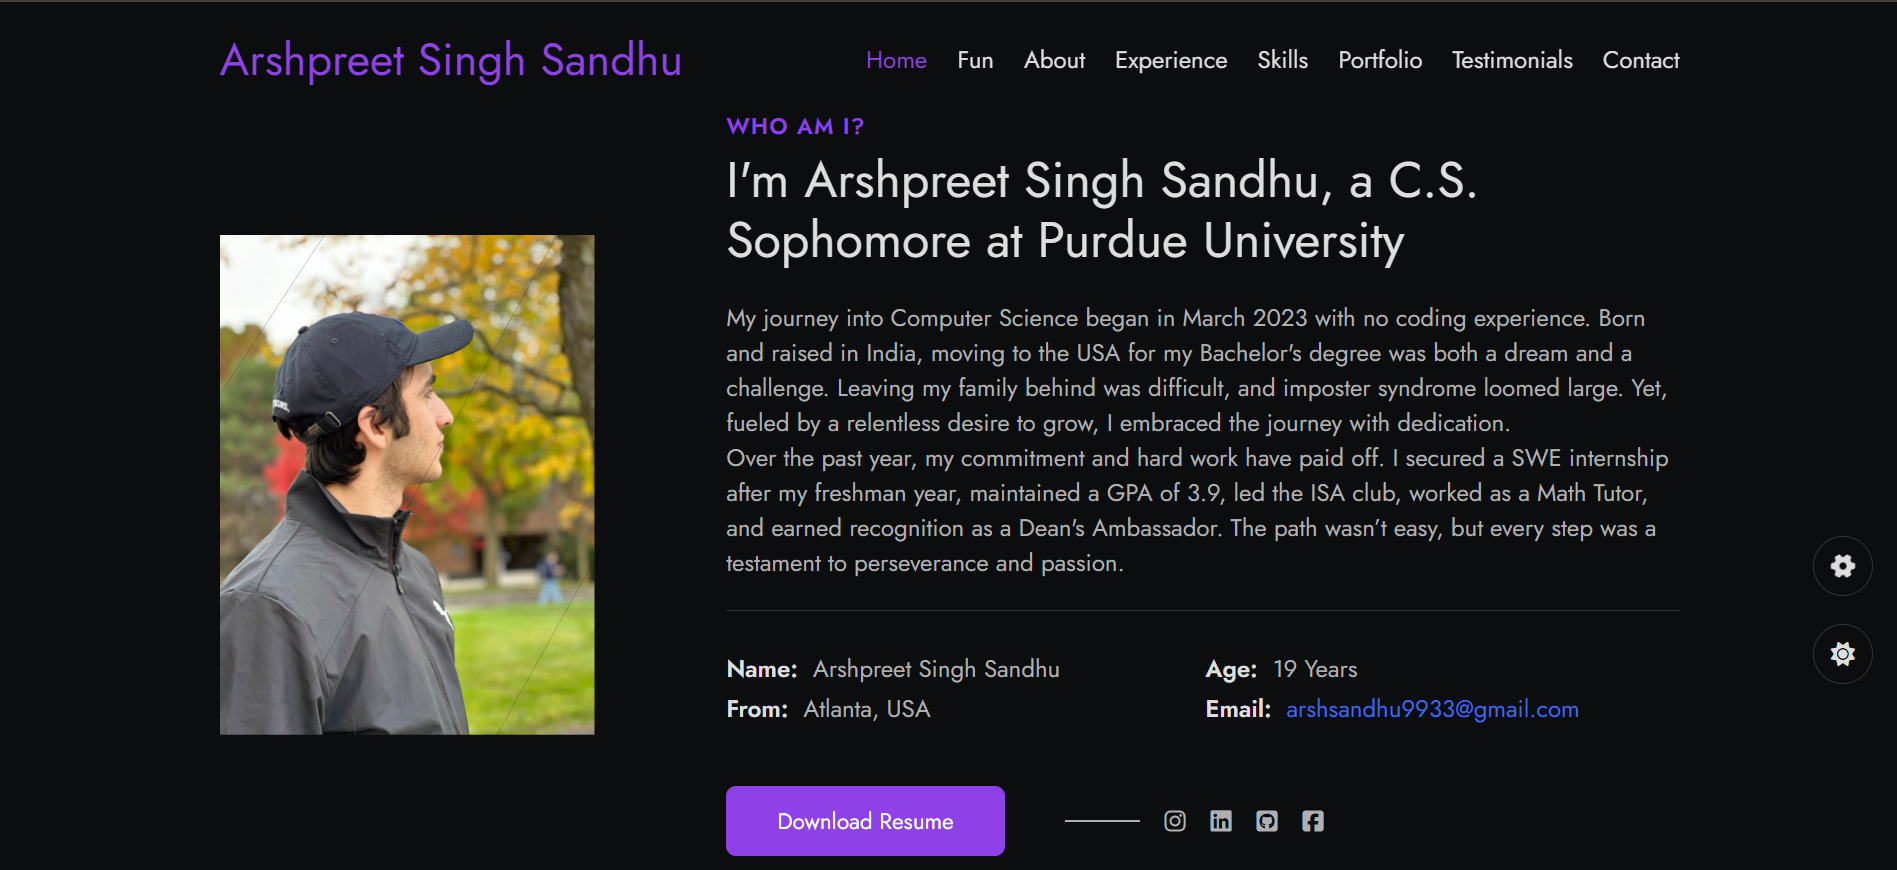 Arshpreet Singh Sandhu
Home Fun About Experience Skills Portfolio Testimonials Contact
WHO AM I?
I'm Arshpreet Singh Sandhu, a C.S.
Sophomore at Purdue University
My journey into Computer Science began in March 2023 with no coding experience. Born
and raised in India, moving to the USA for my Bachelor's degree was both a dream and a
challenge. Leaving my family behind was difficult, and imposter syndrome loomed large. Yet,
fueled by a relentless desire to grow, I embraced the journey with dedication.
Over the past year, my commitment and hard work have paid off. I secured a SWE internship
after my freshman year, maintained a GPA of 3.9, led the ISA club, worked as a Math Tutor,
and earned recognition as a Dean's Ambassador. The path wasn’t easy, but every step was a
testament to perseverance and passion.
Name: Arshpreet Singh Sandhu
Age: 19 Years
From: Atlanta, USA
Email: arshsandhu9933@gmail.com
Download Resume